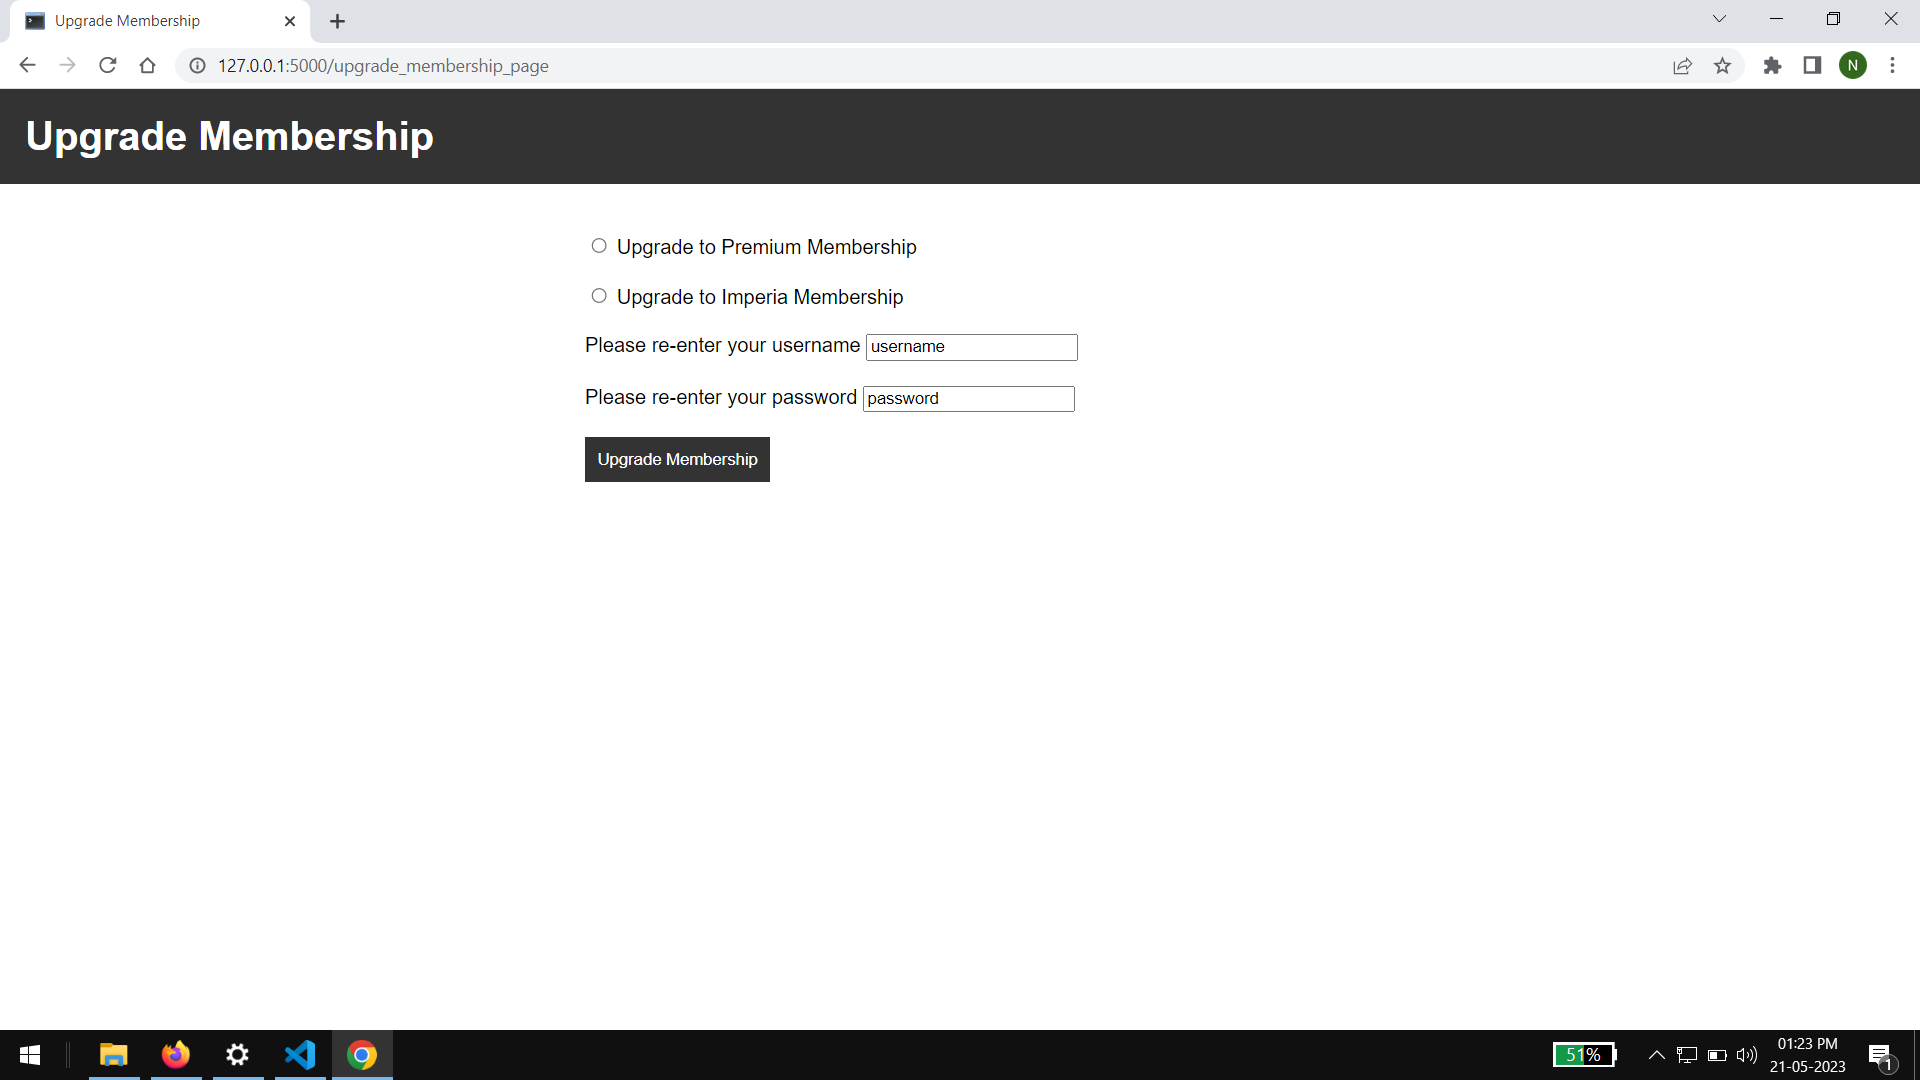 Upgrade Membership
127.0.0.1:5000/upgrade_membership_page
N
Upgrade Membership
Upgrade to Premium Membership
Upgrade to Imperia Membership
Please re-enter your username username
Please re-enter your password password
Upgrade Membership
51%
01:23 PM
21-05-2023
1